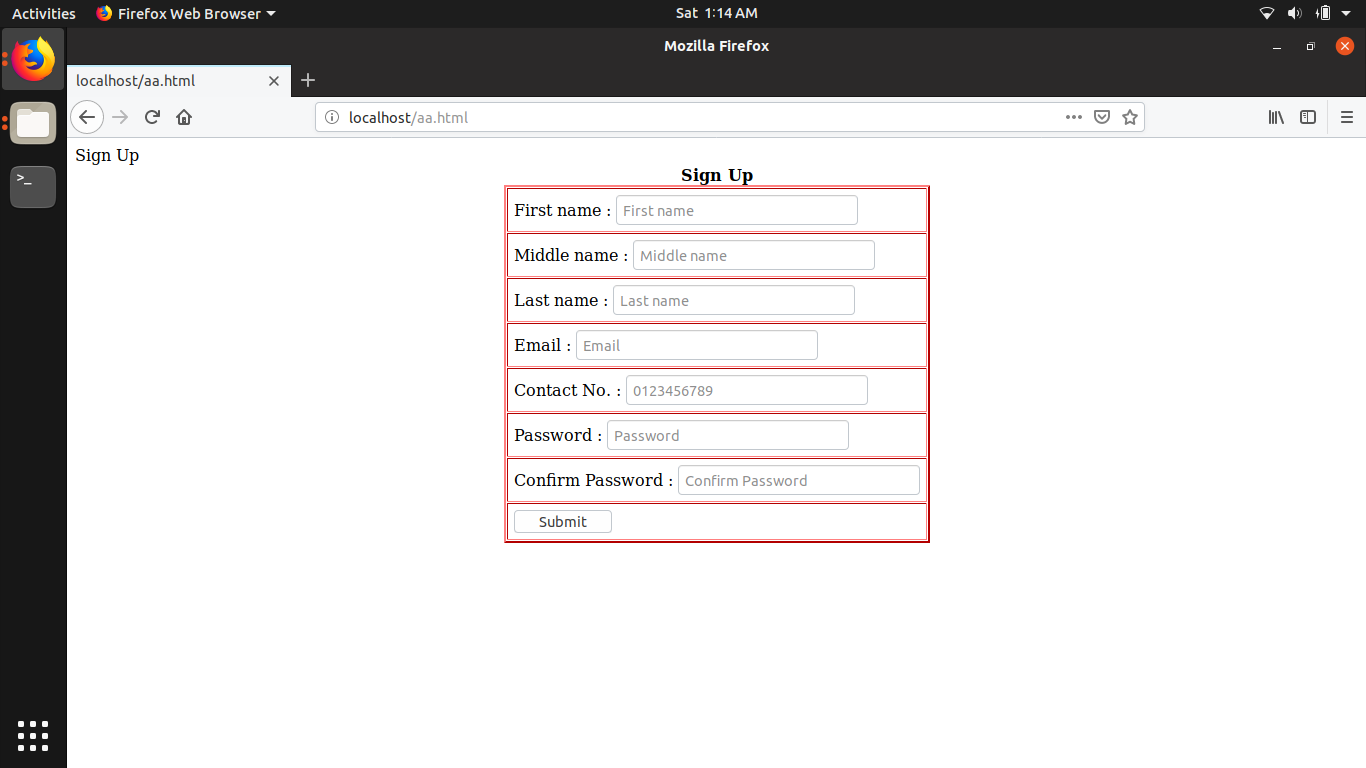 Activities Firefox Web Browser Sat 1:14 AM
Mozilla Firefox
localhost/aa.html
localhost/aa.html
>_
Sign Up
Sign Up
First name : First name
Middle name : Middle name
Last name : Last name
Email : Email
Contact No. : 0123456789
Password : Password
Confirm Password : Confirm Password
Submit